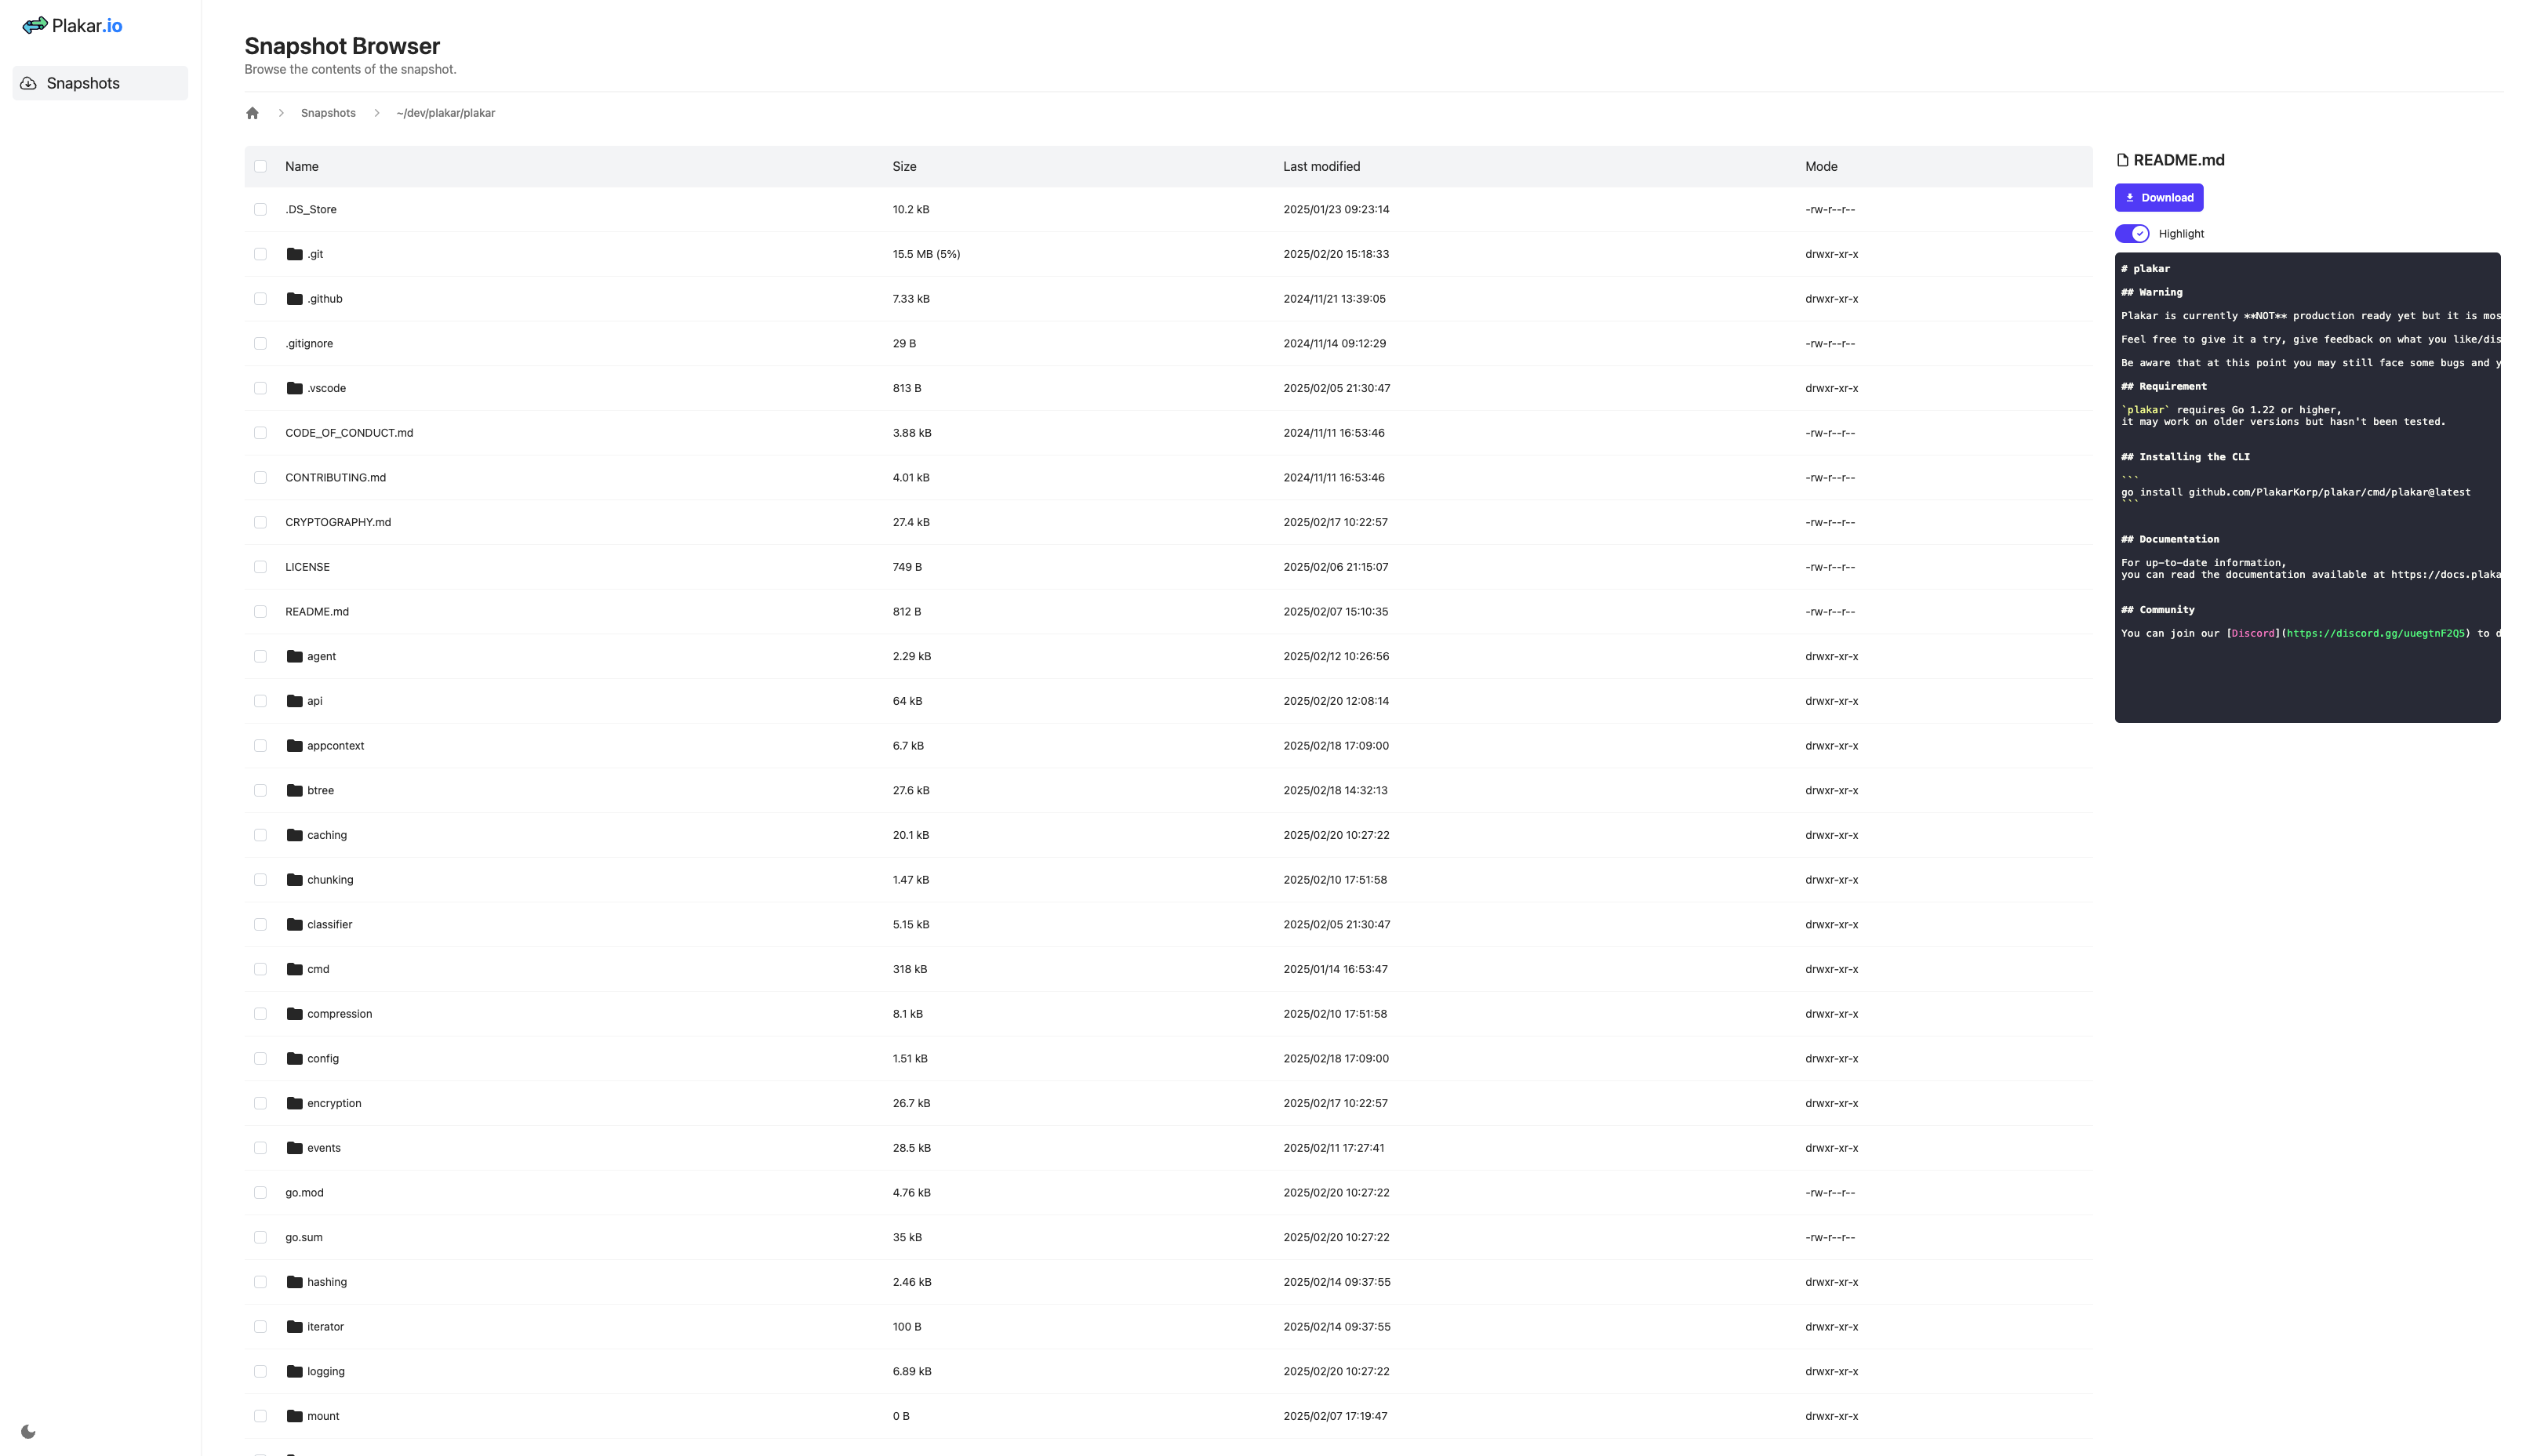 Plakar.io
Snapshots
Snapshot Browser
Browse the contents of the snapshot.
Snapshots
~/dev/plakar/plakar
Name Size Last modified Mode
.DS_Store 10.2 kB 2025/01/23 09:23:14 -rw-r--r--
.git 15.5 MB (5%) 2025/02/20 15:18:33 drwxr-xr-x
.github 7.33 kB 2024/11/21 13:39:05 drwxr-xr-x
.gitignore 29 B 2024/11/14 09:12:29 -rw-r--r--
.vscode 813 B 2025/02/05 21:30:47 drwxr-xr-x
CODE_OF_CONDUCT.md 3.88 kB 2024/11/11 16:53:46 -rw-r--r--
CONTRIBUTING.md 4.01 kB 2024/11/11 16:53:46 -rw-r--r--
CRYPTOGRAPHY.md 27.4 kB 2025/02/17 10:22:57 -rw-r--r--
LICENSE 749 B 2025/02/06 21:15:07 -rw-r--r--
README.md 812 B 2025/02/07 15:10:35 -rw-r--r--
agent 2.29 kB 2025/02/12 10:26:56 drwxr-xr-x
api 64 kB 2025/02/20 12:08:14 drwxr-xr-x
appcontext 6.7 kB 2025/02/18 17:09:00 drwxr-xr-x
btree 27.6 kB 2025/02/18 14:32:13 drwxr-xr-x
caching 20.1 kB 2025/02/20 10:27:22 drwxr-xr-x
chunking 1.47 kB 2025/02/10 17:51:58 drwxr-xr-x
classifier 5.15 kB 2025/02/05 21:30:47 drwxr-xr-x
cmd 318 kB 2025/01/14 16:53:47 drwxr-xr-x
compression 8.1 kB 2025/02/10 17:51:58 drwxr-xr-x
config 1.51 kB 2025/02/18 17:09:00 drwxr-xr-x
encryption 26.7 kB 2025/02/17 10:22:57 drwxr-xr-x
events 28.5 kB 2025/02/11 17:27:41 drwxr-xr-x
go.mod 4.76 kB 2025/02/20 10:27:22 -rw-r--r--
go.sum 35 kB 2025/02/20 10:27:22 -rw-r--r--
hashing 2.46 kB 2025/02/14 09:37:55 drwxr-xr-x
iterator 100 B 2025/02/14 09:37:55 drwxr-xr-x
logging 6.89 kB 2025/02/20 10:27:22 drwxr-xr-x
mount 0 B 2025/02/07 17:19:47 drwxr-xr-x
README.md
Download
Highlight
# plakar
## Warning
Plakar is currently **NOT** production ready yet but it is mos
Feel free to give it a try, give feedback on what you like/dis
Be aware that at this point you may still face some bugs and y
## Requirement
`plakar` requires Go 1.22 or higher,
it may work on older versions but hasn't been tested.
## Installing the CLI
```
go install github.com/PlakarKorp/plakar/cmd/plakar@latest
```
## Documentation
For up-to-date information,
you can read the documentation available at https://docs.plaka
## Community
You can join our [Discord](https://discord.gg/uuegtnF2Q5) to d